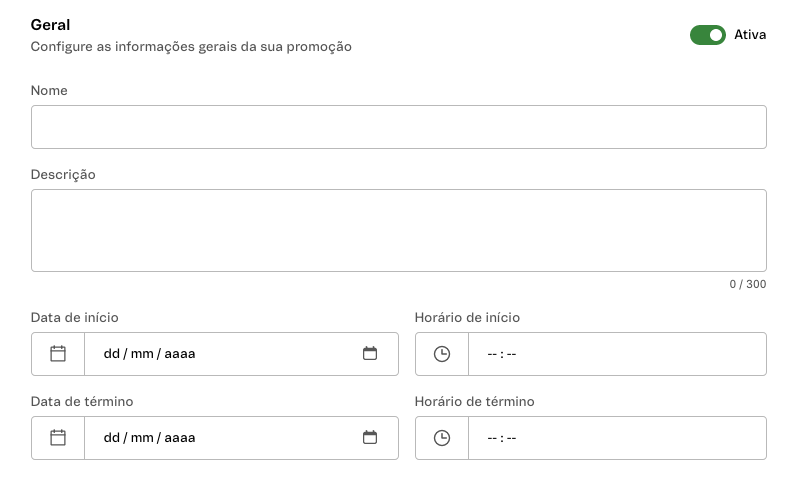 Geral
Configure as informações gerais da sua promoção
Ativa
Nome
Descrição
0 / 300
Data de início
Horário de início
dd / mm / aaaa
-- : --
Data de término
Horário de término
dd / mm / aaaa
-- : --